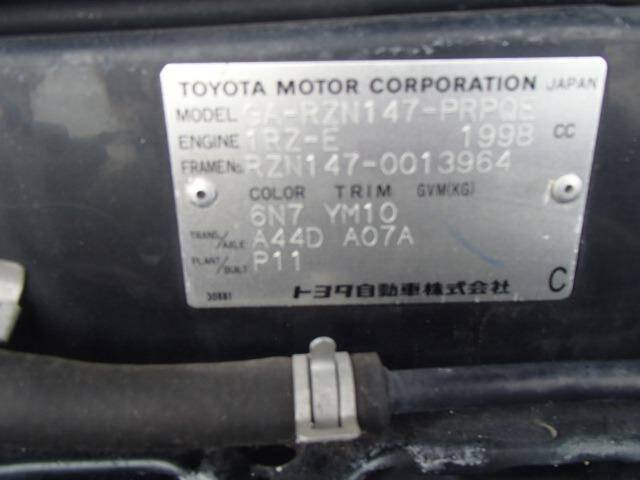 TOYOTA MOTOR CORPORATION JAPAN
MODEL GA-RZN147-PRPQE
ENGINE 1RZ-E 1998 CC
FRAME No. RZN147-0013964
COLOR TRIM GVM(KG)
6N7 YM10
TRANS/AXLE A44D A07A
PLANT/BUILT P11
30881 トヨタ自動車株式会社 C